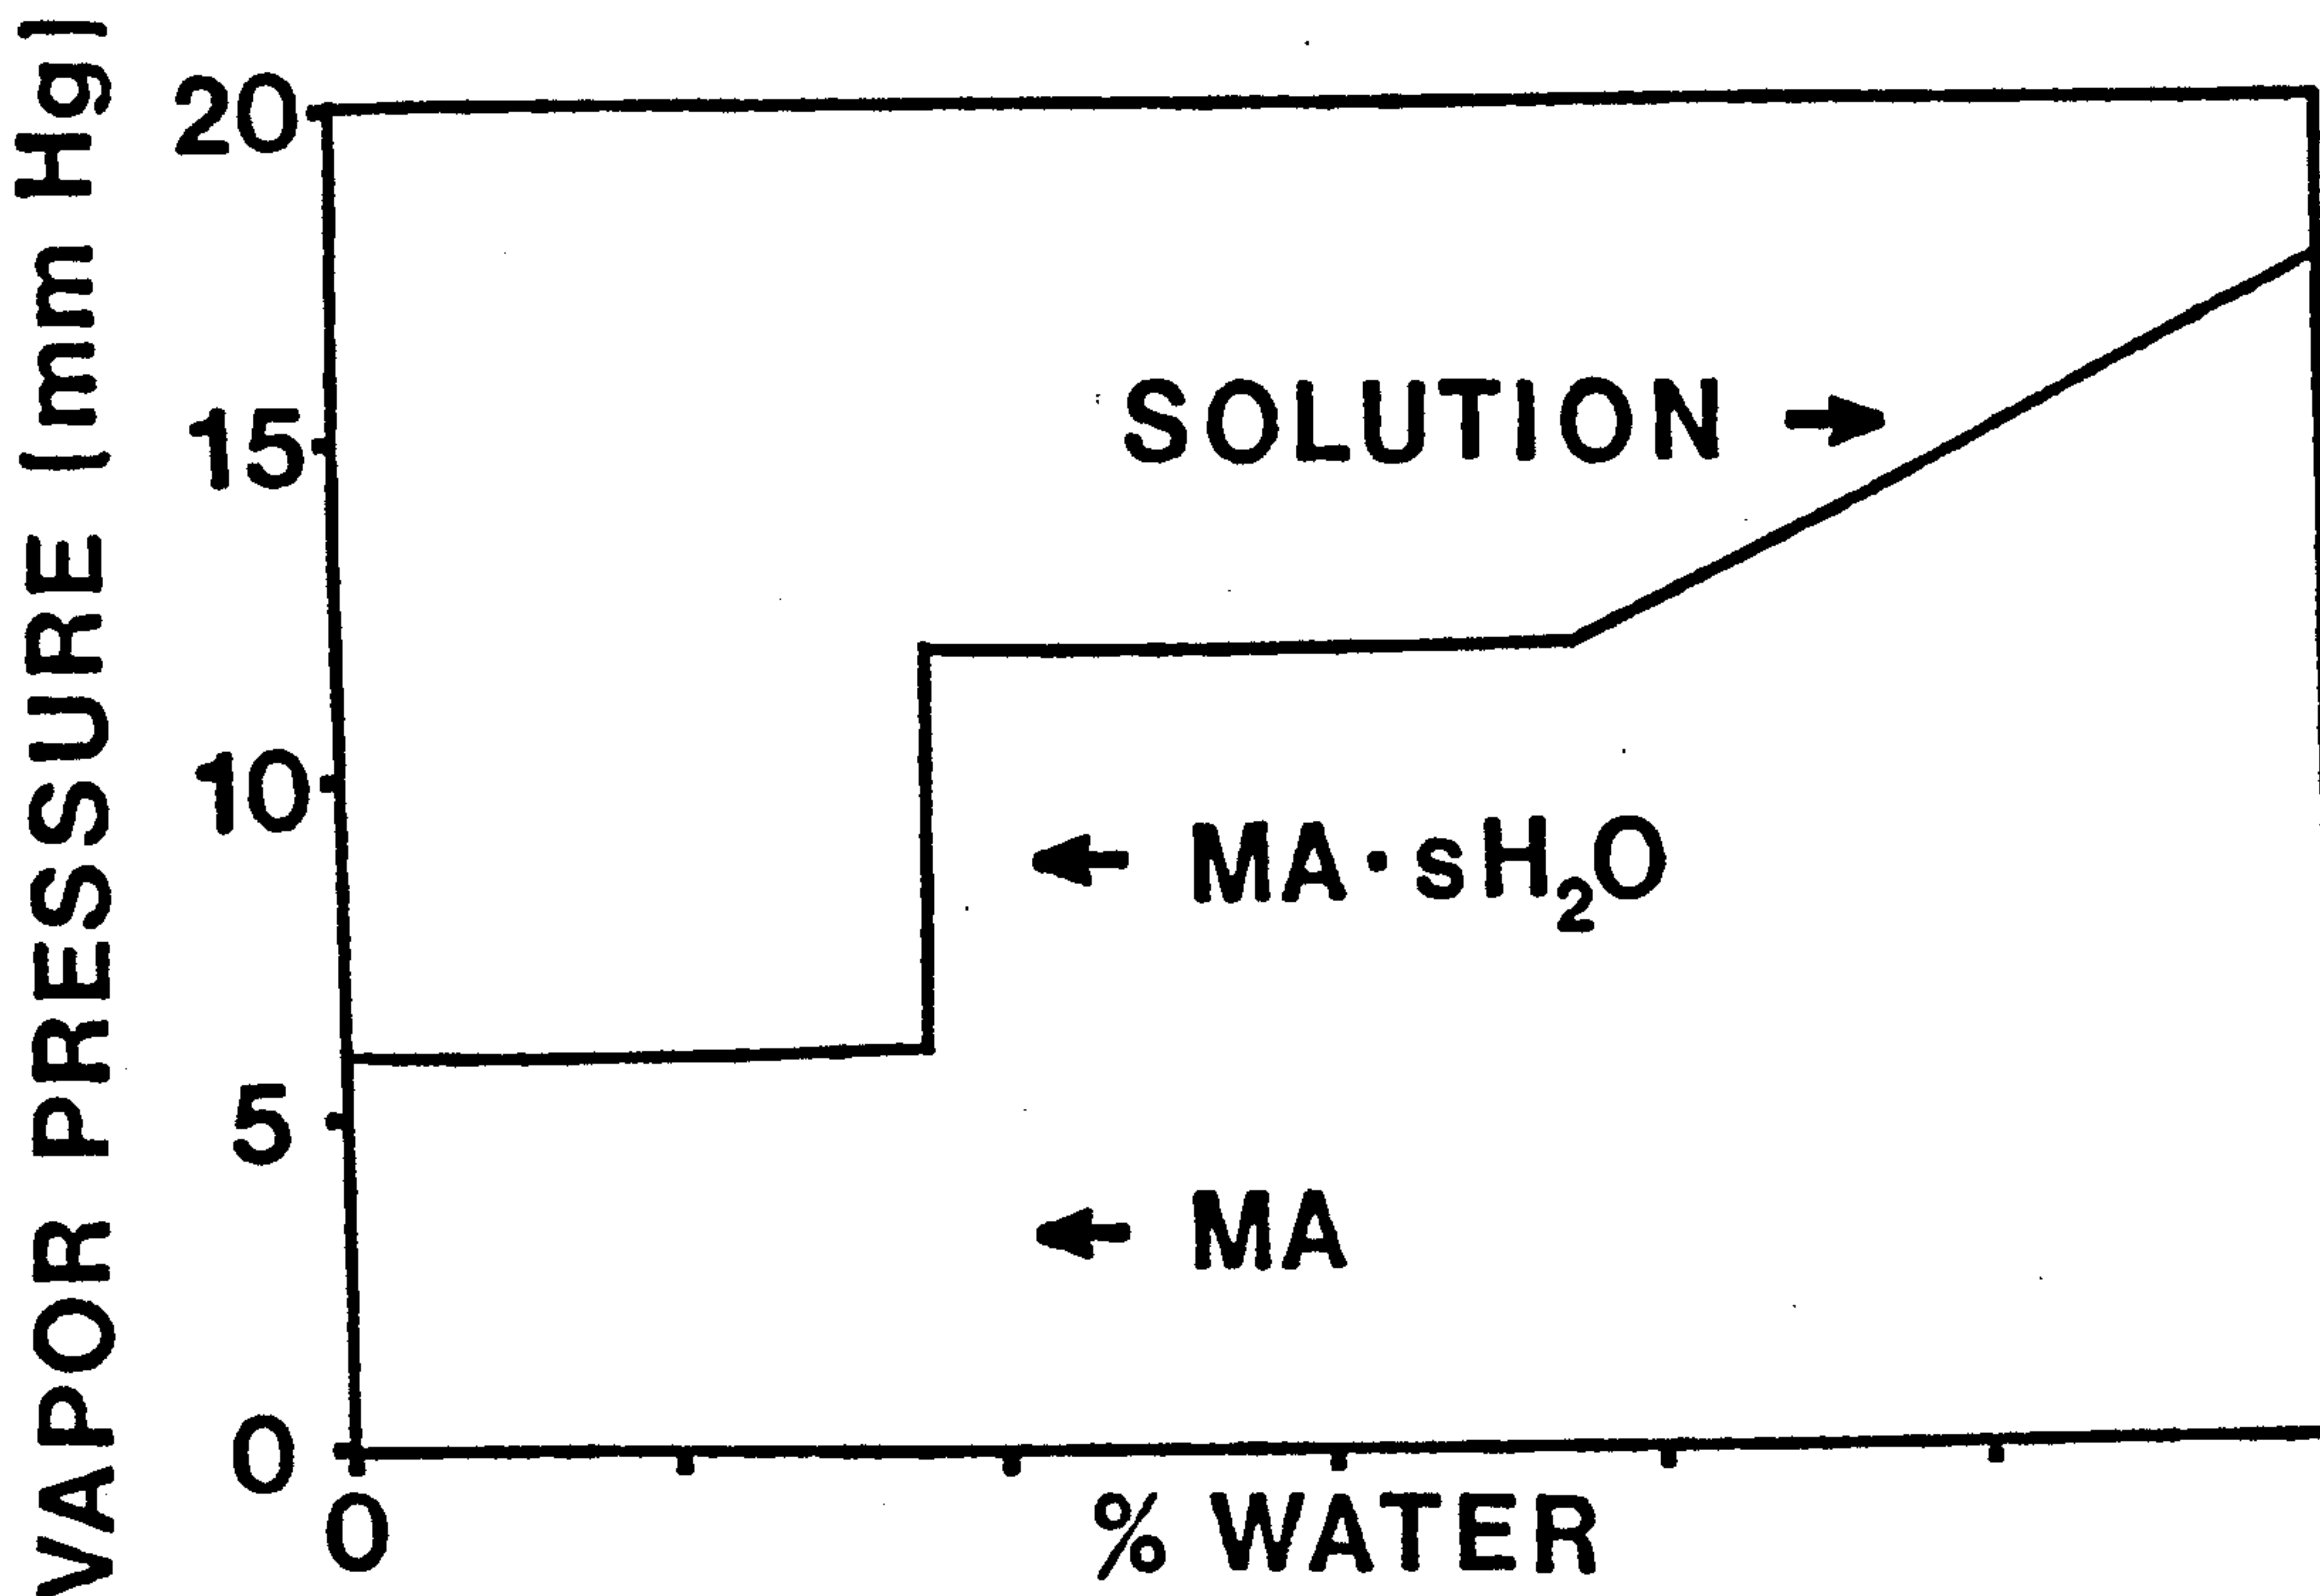 VAPOR PRESSURE (mm Hg)
20
15
10
5
0
SOLUTION
MA·sH₂O
MA
0
% WATER